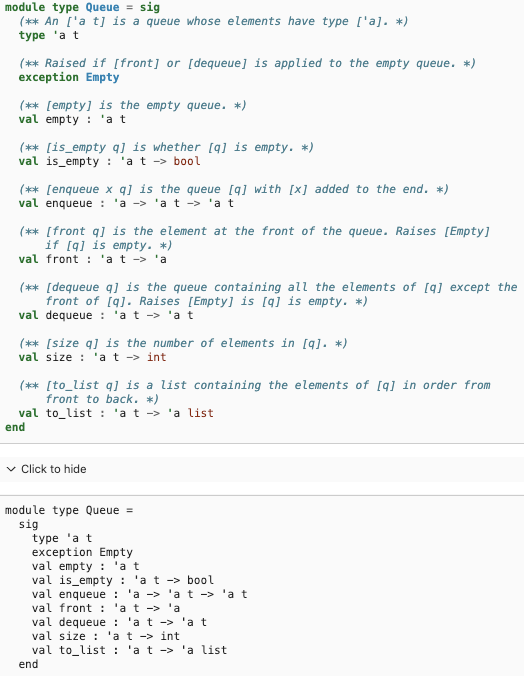 module type Queue = sig
  (** An ['a t] is a queue whose elements have type ['a]. *)
  type 'a t

  (** Raised if [front] or [dequeue] is applied to the empty queue. *)
  exception Empty

  (** [empty] is the empty queue. *)
  val empty : 'a t

  (** [is_empty q] is whether [q] is empty. *)
  val is_empty : 'a t -> bool

  (** [enqueue x q] is the queue [q] with [x] added to the end. *)
  val enqueue : 'a -> 'a t -> 'a t

  (** [front q] is the element at the front of the queue. Raises [Empty]
      if [q] is empty. *)
  val front : 'a t -> 'a

  (** [dequeue q] is the queue containing all the elements of [q] except the
      front of [q]. Raises [Empty] is [q] is empty. *)
  val dequeue : 'a t -> 'a t

  (** [size q] is the number of elements in [q]. *)
  val size : 'a t -> int

  (** [to_list q] is a list containing the elements of [q] in order from
      front to back. *)
  val to_list : 'a t -> 'a list
end
Click to hide
module type Queue =
  sig
    type 'a t
    exception Empty
    val empty : 'a t
    val is_empty : 'a t -> bool
    val enqueue : 'a -> 'a t -> 'a t
    val front : 'a t -> 'a
    val dequeue : 'a t -> 'a t
    val size : 'a t -> int
    val to_list : 'a t -> 'a list
  end